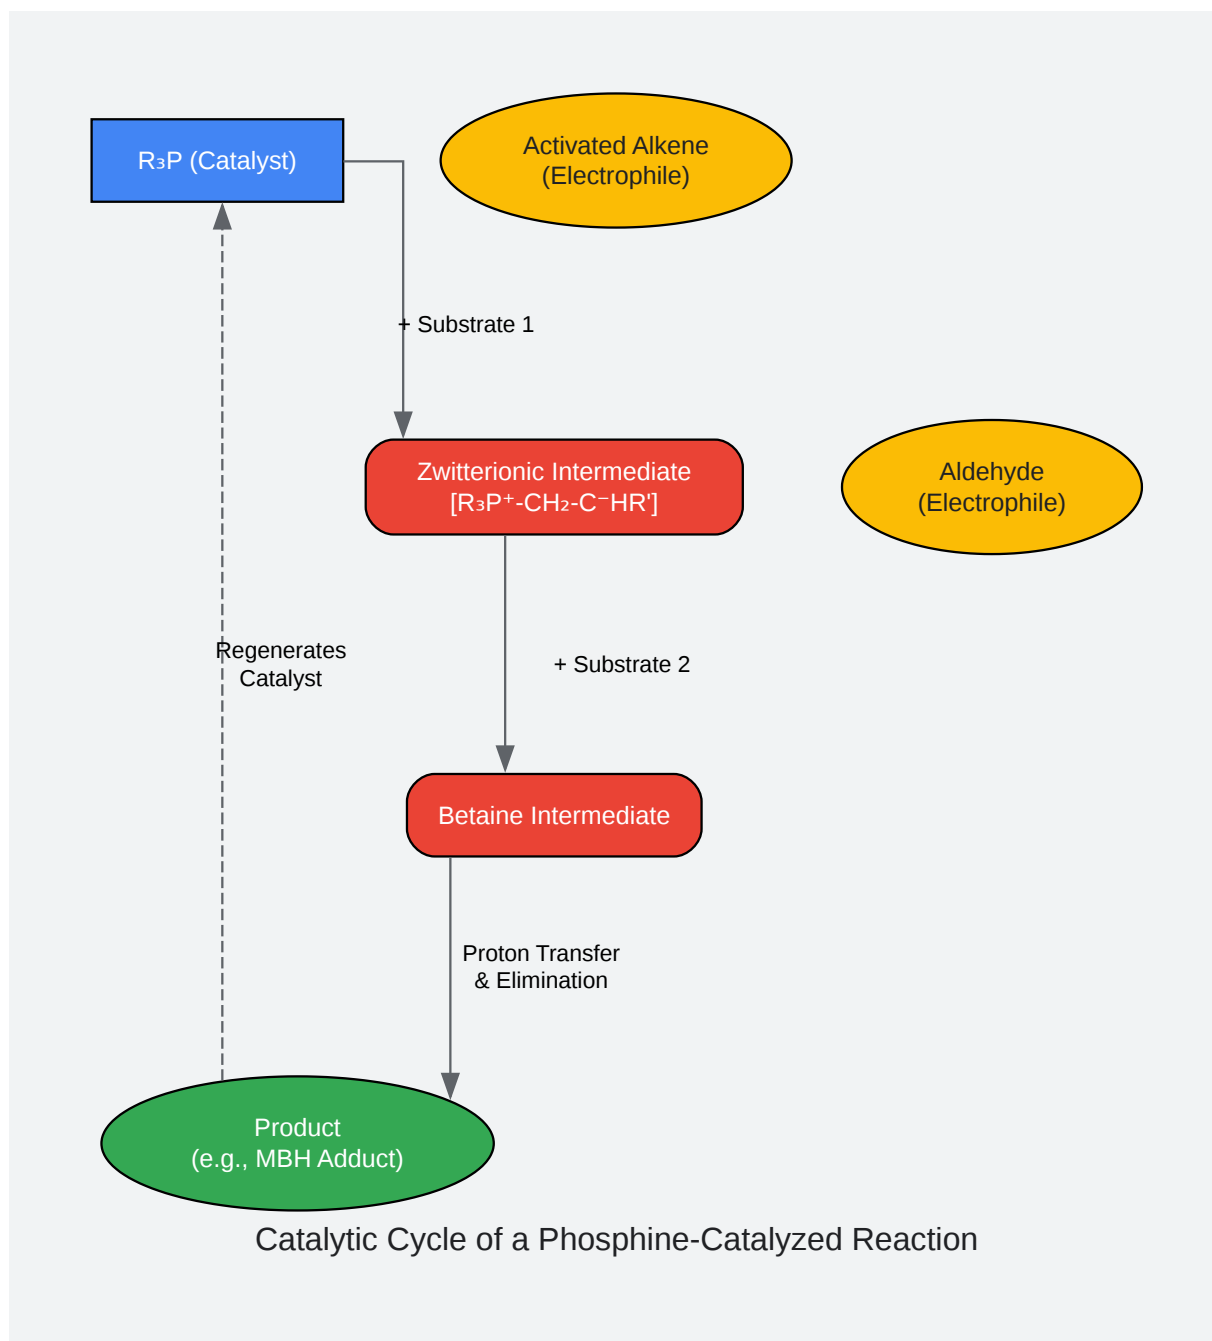 R₃P (Catalyst)
Activated Alkene
(Electrophile)
+ Substrate 1
Zwitterionic Intermediate
[R₃P⁺-CH₂-C⁻HR']
Aldehyde
(Electrophile)
Regenerates
Catalyst
+ Substrate 2
Betaine Intermediate
Proton Transfer
& Elimination
Product
(e.g., MBH Adduct)
Catalytic Cycle of a Phosphine-Catalyzed Reaction